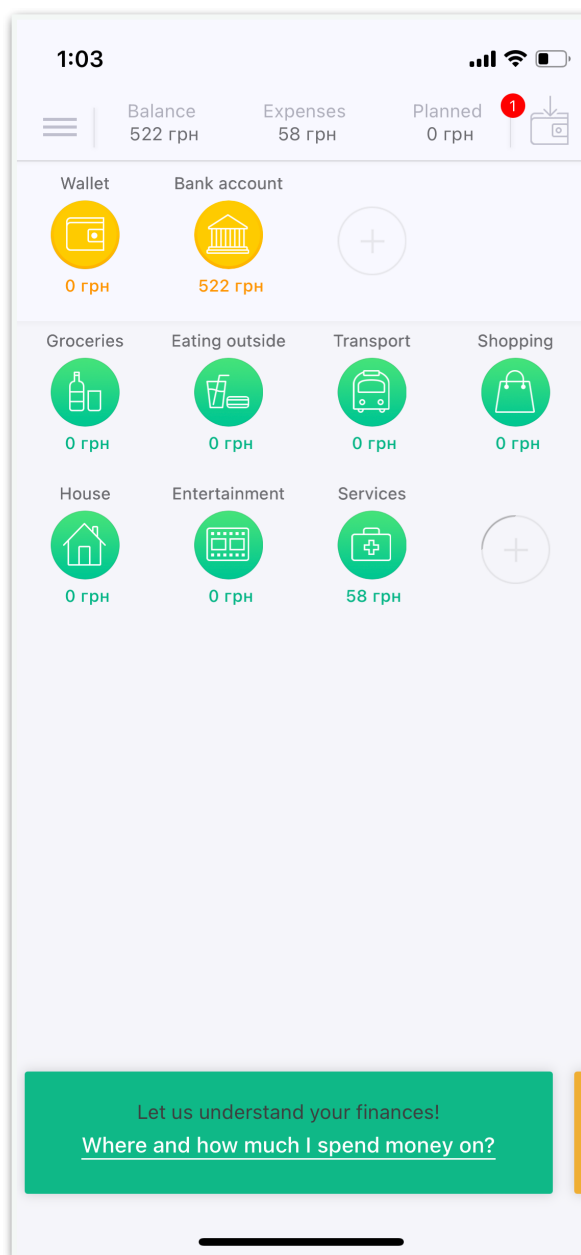 1:03
Balance Expenses Planned 1
522 грн 58 грн 0 грн
Wallet Bank account
0 грн 522 грн
Groceries Eating outside Transport Shopping
0 грн 0 грн 0 грн 0 грн
House Entertainment Services
0 грн 0 грн 58 грн
Let us understand your finances!
Where and how much I spend money on?